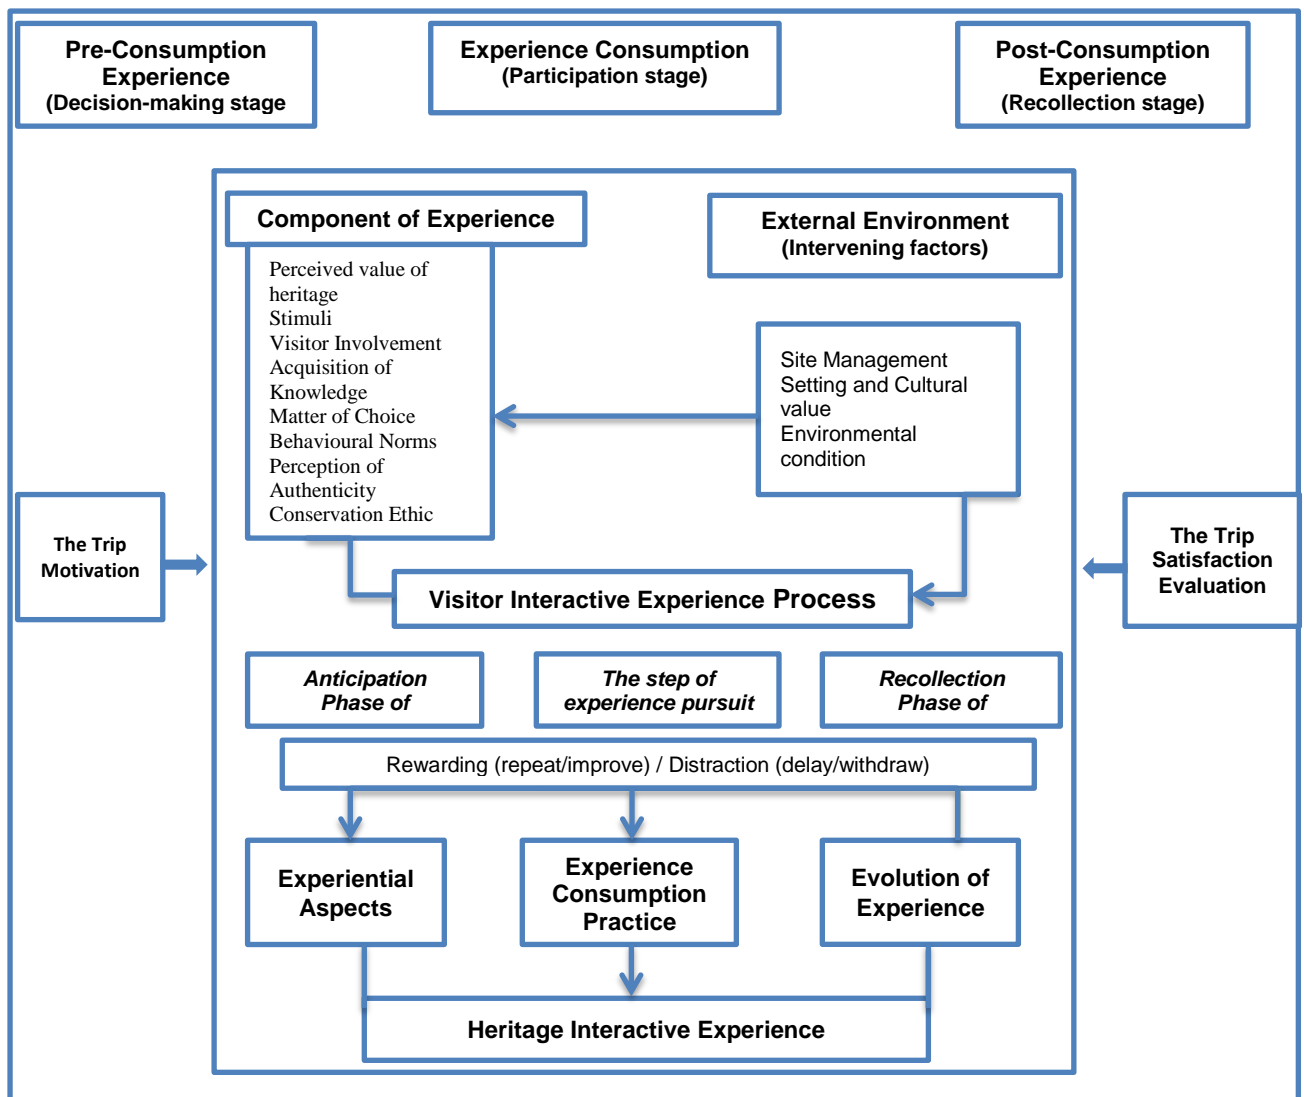 Pre-Consumption
Experience
(Decision-making stage
Experience Consumption
(Participation stage)
Post-Consumption
Experience
(Recollection stage)
Component of Experience
External Environment
(Intervening factors)
Perceived value of
heritage
Stimuli
Visitor Involvement
Acquisition of
Knowledge
Matter of Choice
Behavioural Norms
Perception of
Authenticity
Conservation Ethic
Site Management
Setting and Cultural
value
Environmental
condition
The Trip
Motivation
The Trip
Satisfaction
Evaluation
Visitor Interactive Experience Process
Anticipation
Phase of
The step of
experience pursuit
Recollection
Phase of
Rewarding (repeat/improve) / Distraction (delay/withdraw)
Experiential
Aspects
Experience
Consumption
Practice
Evolution of
Experience
Heritage Interactive Experience